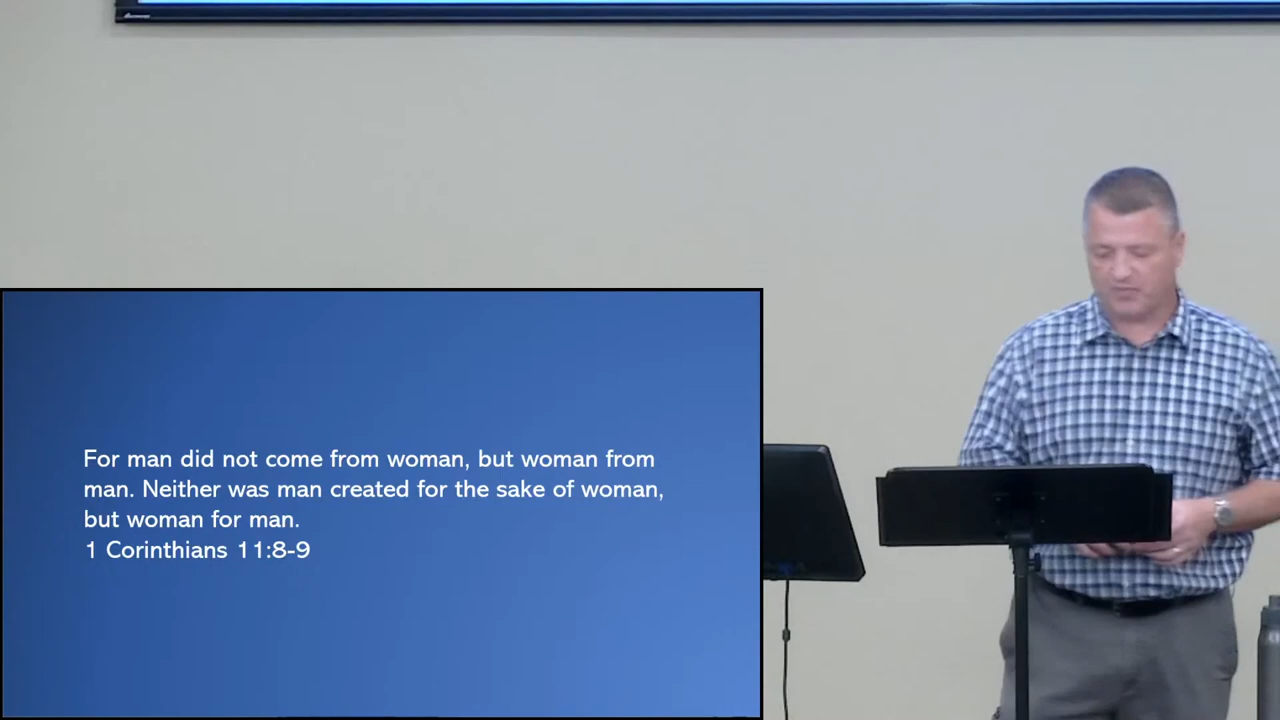 For man did not come from woman, but woman from
man. Neither was man created for the sake of woman,
but woman for man.
1 Corinthians 11:8-9